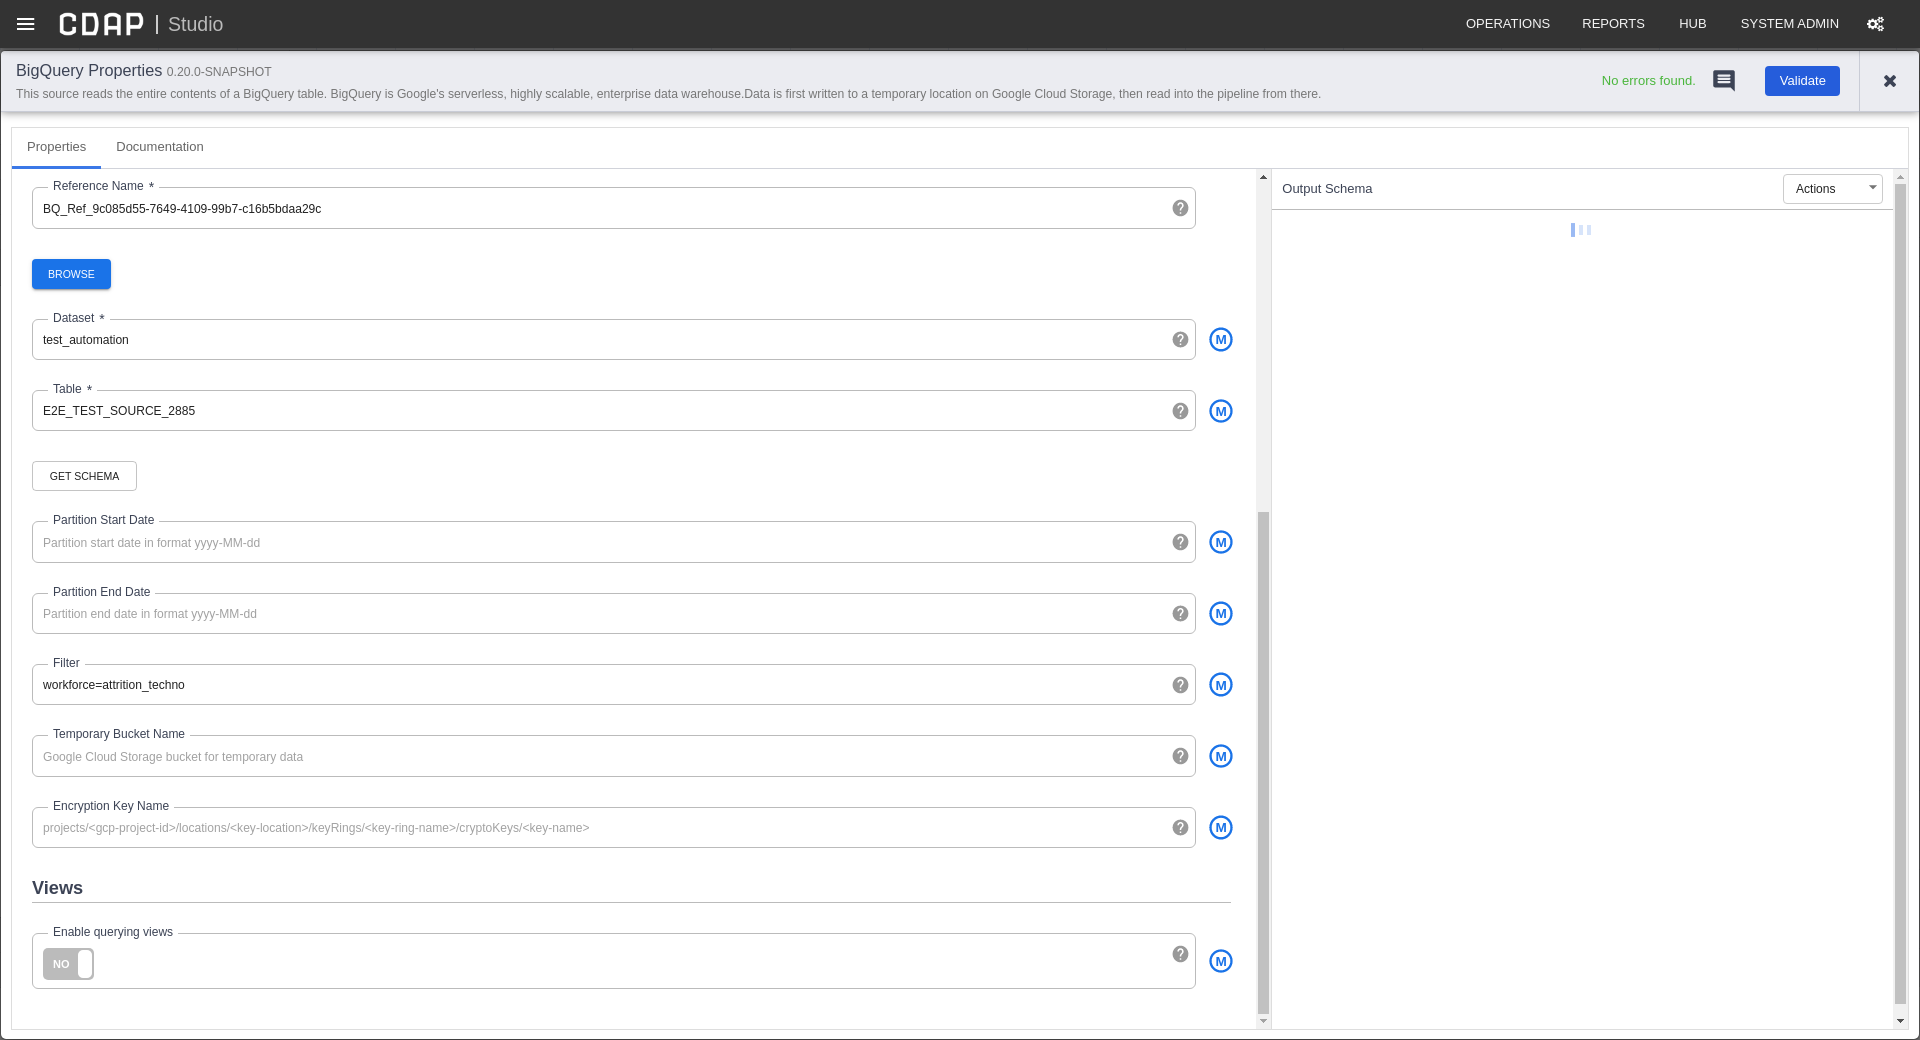 CDAP | Studio
OPERATIONS REPORTS HUB SYSTEM ADMIN
BigQuery Properties 0.20.0-SNAPSHOT
This source reads the entire contents of a BigQuery table. BigQuery is Google's serverless, highly scalable, enterprise data warehouse.Data is first written to a temporary location on Google Cloud Storage, then read into the pipeline from there.
No errors found.
Validate
Properties Documentation
Reference Name *
BQ_Ref_9c085d55-7649-4109-99b7-c16b5bdaa29c
?
BROWSE
Dataset *
test_automation
? M
Table *
E2E_TEST_SOURCE_2885
? M
GET SCHEMA
Partition Start Date
Partition start date in format yyyy-MM-dd
? M
Partition End Date
Partition end date in format yyyy-MM-dd
? M
Filter
workforce=attrition_techno
? M
Temporary Bucket Name
Google Cloud Storage bucket for temporary data
? M
Encryption Key Name
projects/<gcp-project-id>/locations/<key-location>/keyRings/<key-ring-name>/cryptoKeys/<key-name>
? M
Views
Enable querying views
NO
? M
Output Schema
Actions